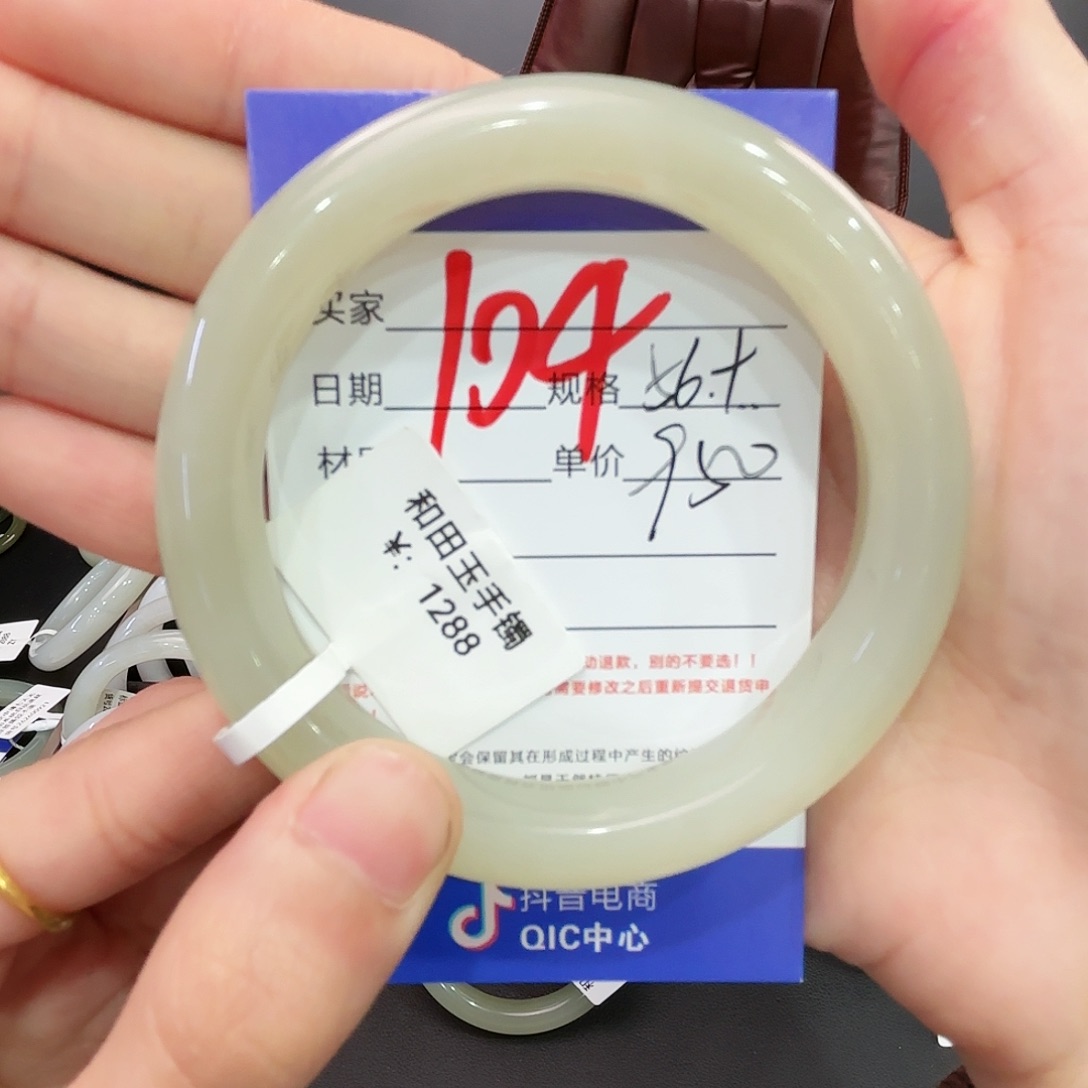 104
买家
日期 规格 56.t
单价 950
和田玉手镯
1288
动退款，别的不要选！！
需要修改之后重新提交退货申
会保留其在形成过程中产生的
抖音电商
QIC中心